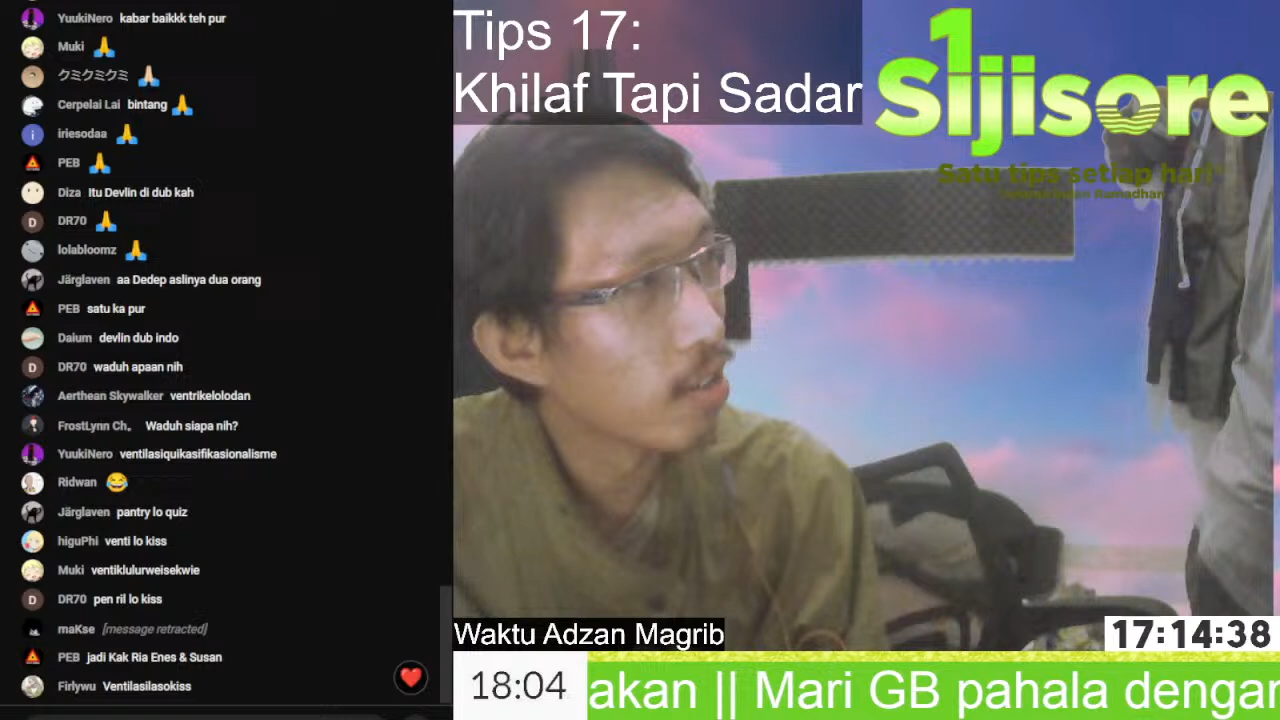 YuukiNero kabar baikkk teh pur
Muki 🙏
クミクミクミ 🙏🏻
Cerpelai Lai bintang 🙏
iriesodaa 🙏
PEB 🙏
Diza Itu Devlin di dub kah
DR70 🙏
lolabloomz 🙏
Järglaven aa Dedep aslinya dua orang
PEB satu ka pur
Daium devlin dub indo
DR70 waduh apaan nih
Aerthean Skywalker ventrikelolodan
FrostLynn Ch。 Waduh siapa nih?
YuukiNero ventilasiquikasifikasionalisme
Ridwan 😂
Järglaven pantry lo quiz
higuPhi venti lo kiss
Muki ventiklulurweisekwie
DR70 pen ril lo kiss
maKse [message retracted]
PEB jadi Kak Ria Enes & Susan
Firlywu Ventilasilasokiss
Tips 17:
Khilaf Tapi Sadar
S1jisore
Satu tips setiap hari*
Waktu Adzan Magrib
17:14:38
18:04
akan || Mari GB pahala dengar